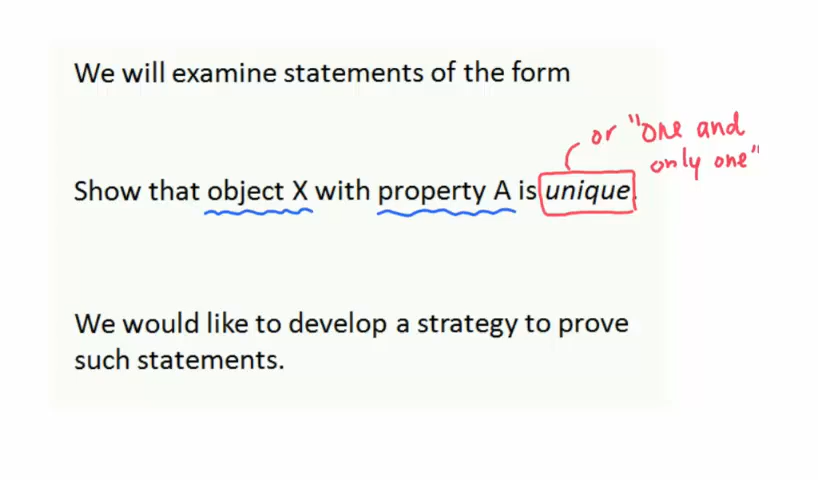 We will examine statements of the form
or "one and
only one"
Show that object X with property A is unique.
We would like to develop a strategy to prove
such statements.